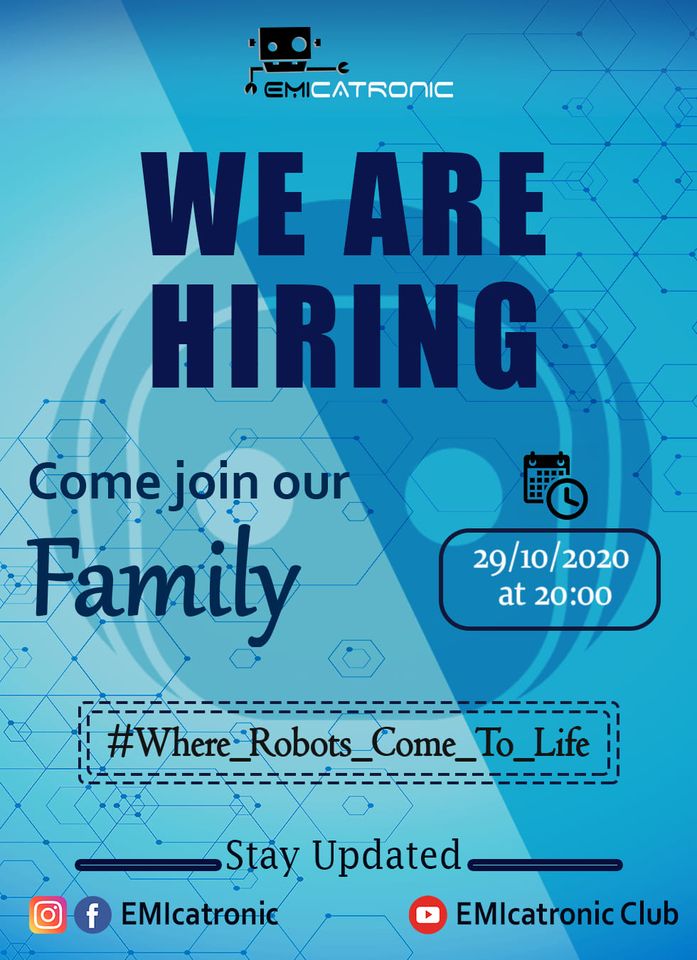 EMICATRONIC
WE ARE
HIRING
Come join our
Family
29/10/2020
at 20:00
#Where_Robots_Come_To_Life
Stay Updated
EMIcatronic
EMIcatronic Club